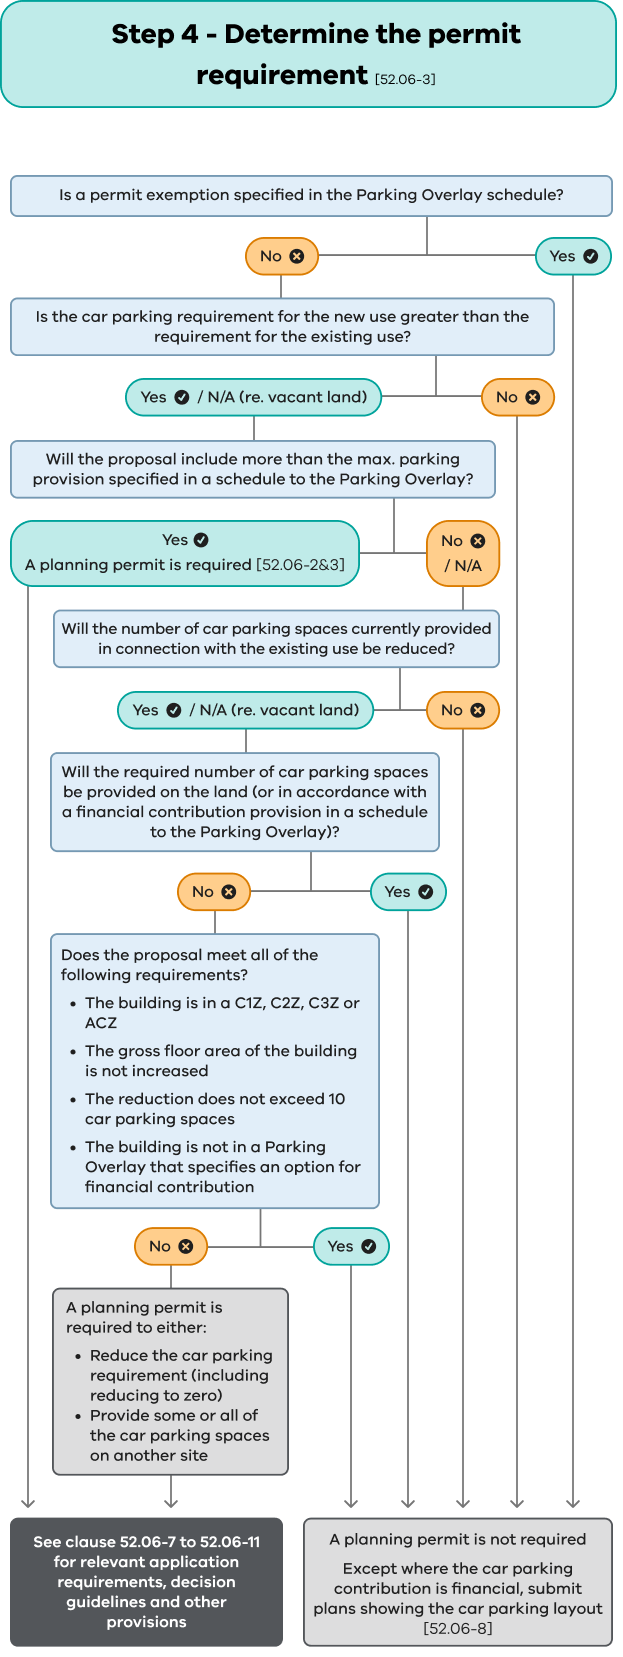 Step 4 - Determine the permit
requirement [52.06-3]
Is a permit exemption specified in the Parking Overlay schedule?
No
Yes
Is the car parking requirement for the new use greater than the
requirement for the existing use?
Yes / N/A (re. vacant land)
No
Will the proposal include more than the max. parking
provision specified in a schedule to the Parking Overlay?
Yes
A planning permit is required [52.06-2&3]
No
/ N/A
Will the number of car parking spaces currently provided
in connection with the existing use be reduced?
Yes / N/A (re. vacant land)
No
Will the required number of car parking spaces
be provided on the land (or in accordance with
a financial contribution provision in a schedule
to the Parking Overlay)?
No
Yes
Does the proposal meet all of the
following requirements?
• The building is in a C1Z, C2Z, C3Z or
ACZ
• The gross floor area of the building
is not increased
• The reduction does not exceed 10
car parking spaces
• The building is not in a Parking
Overlay that specifies an option for
financial contribution
No
Yes
A planning permit is
required to either:
• Reduce the car parking
requirement (including
reducing to zero)
• Provide some or all of
the car parking spaces
on another site
See clause 52.06-7 to 52.06-11
for relevant application
requirements, decision
guidelines and other
provisions
A planning permit is not required
Except where the car parking
contribution is financial, submit
plans showing the car parking layout
[52.06-8]